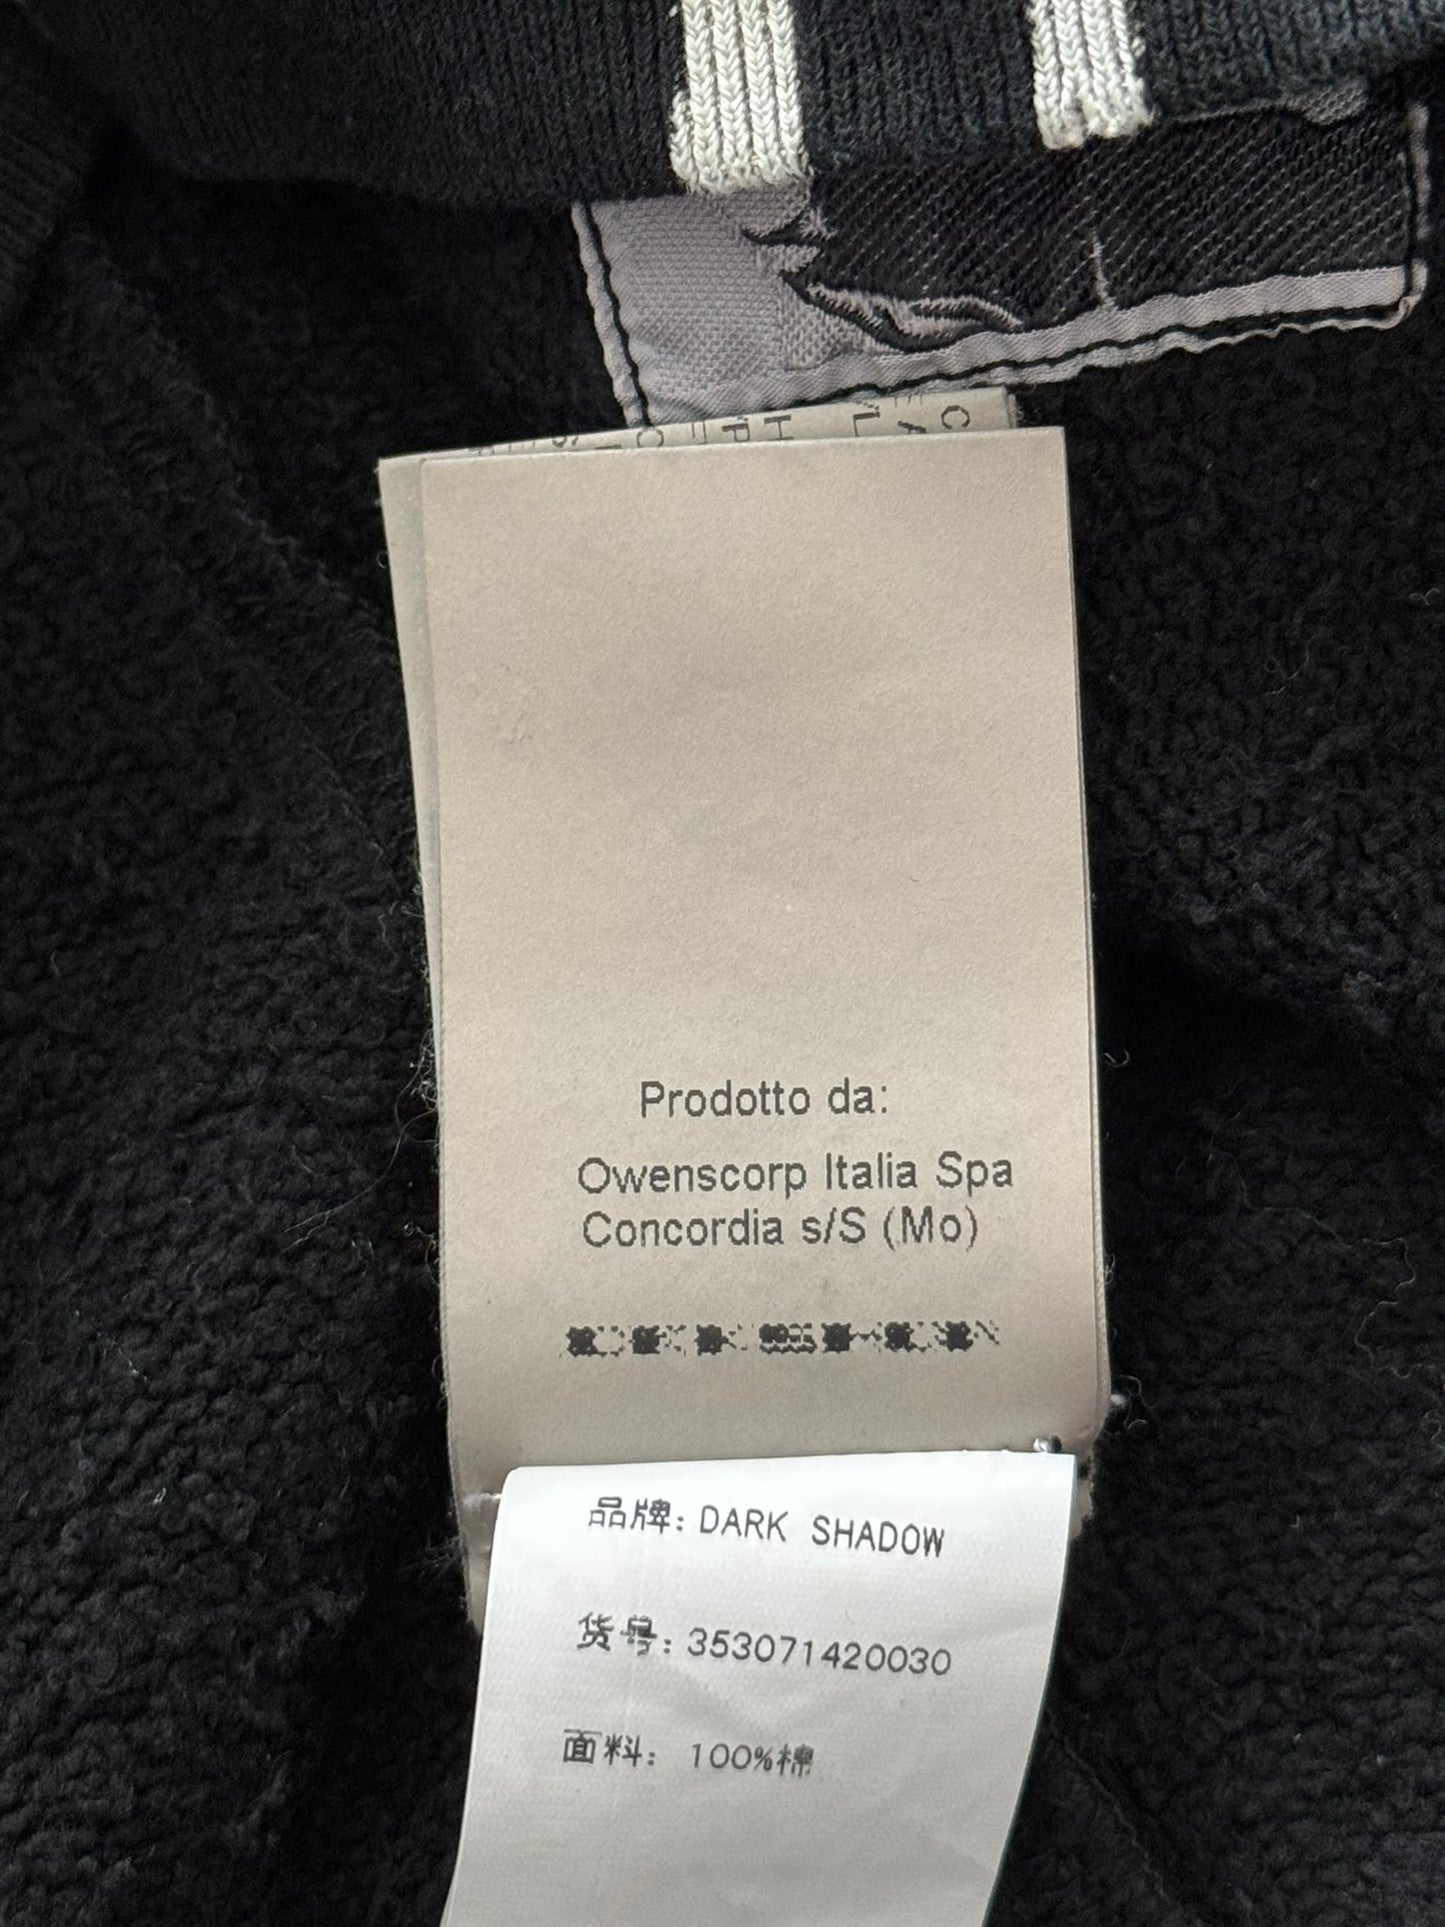 Prodotto da:
Owenscorp Italia Spa
Concordia s/S (Mo)
品牌: DARK SHADOW
货号: 353071420030
面料: 100%棉